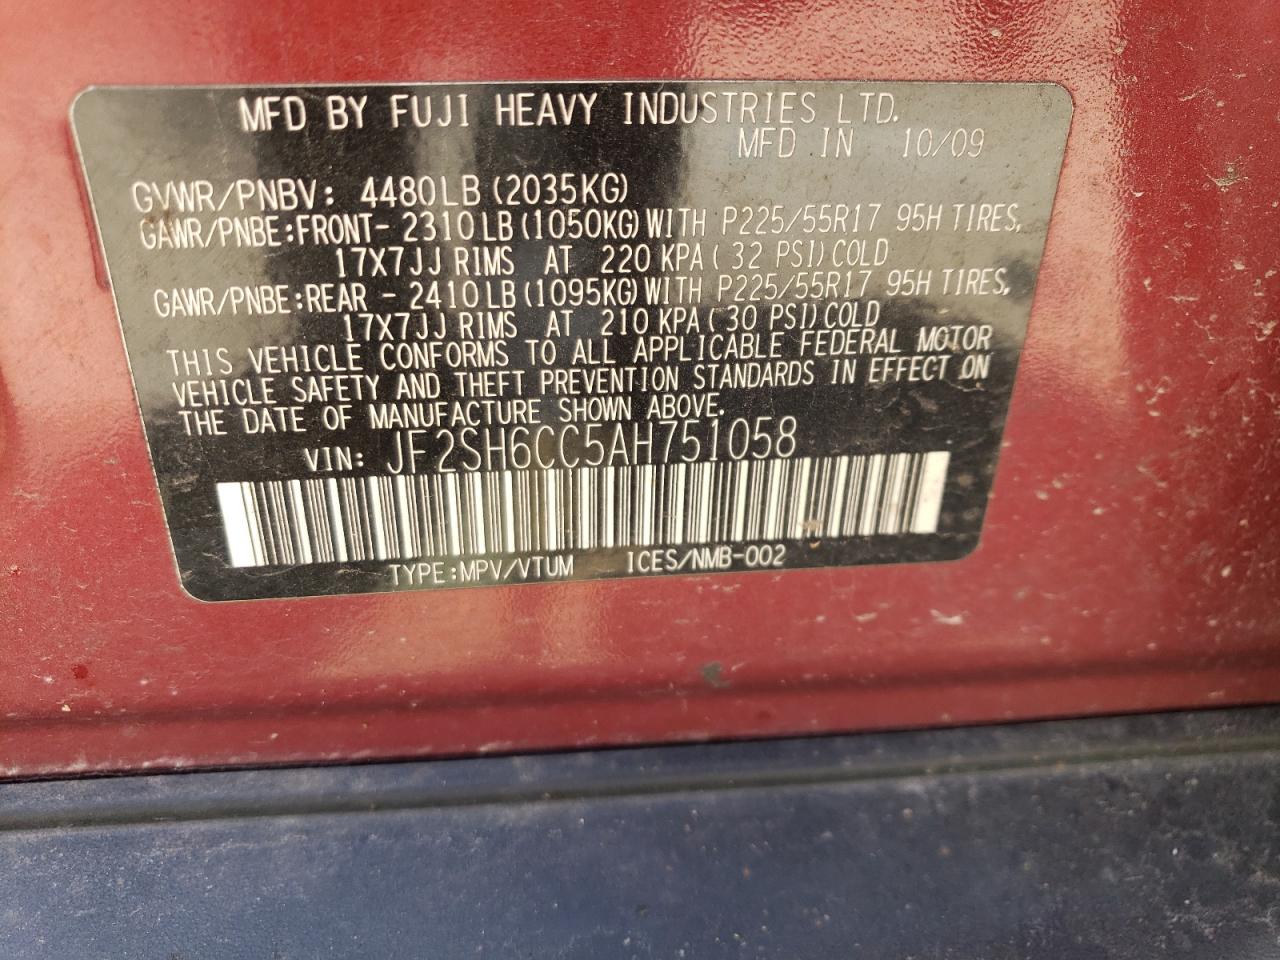 MFD BY FUJI HEAVY INDUSTRIES LTD.
MFD IN 10/09
GVWR/PNBV: 4480LB (2035KG)
GAWR/PNBE:FRONT- 2310LB (1050KG) WITH P225/55R17 95H TIRES,
17X7JJ RIMS AT 220 KPA( 32 PSI)COLD
GAWR/PNBE:REAR - 2410LB (1095KG) WITH P225/55R17 95H TIRES,
17X7JJ RIMS AT 210 KPA( 30 PSI)COLD
THIS VEHICLE CONFORMS TO ALL APPLICABLE FEDERAL MOTOR
VEHICLE SAFETY AND THEFT PREVENTION STANDARDS IN EFFECT ON
THE DATE OF MANUFACTURE SHOWN ABOVE.
VIN: JF2SH6CC5AH751058
TYPE:MPV/VTUM ICES/NMB-002